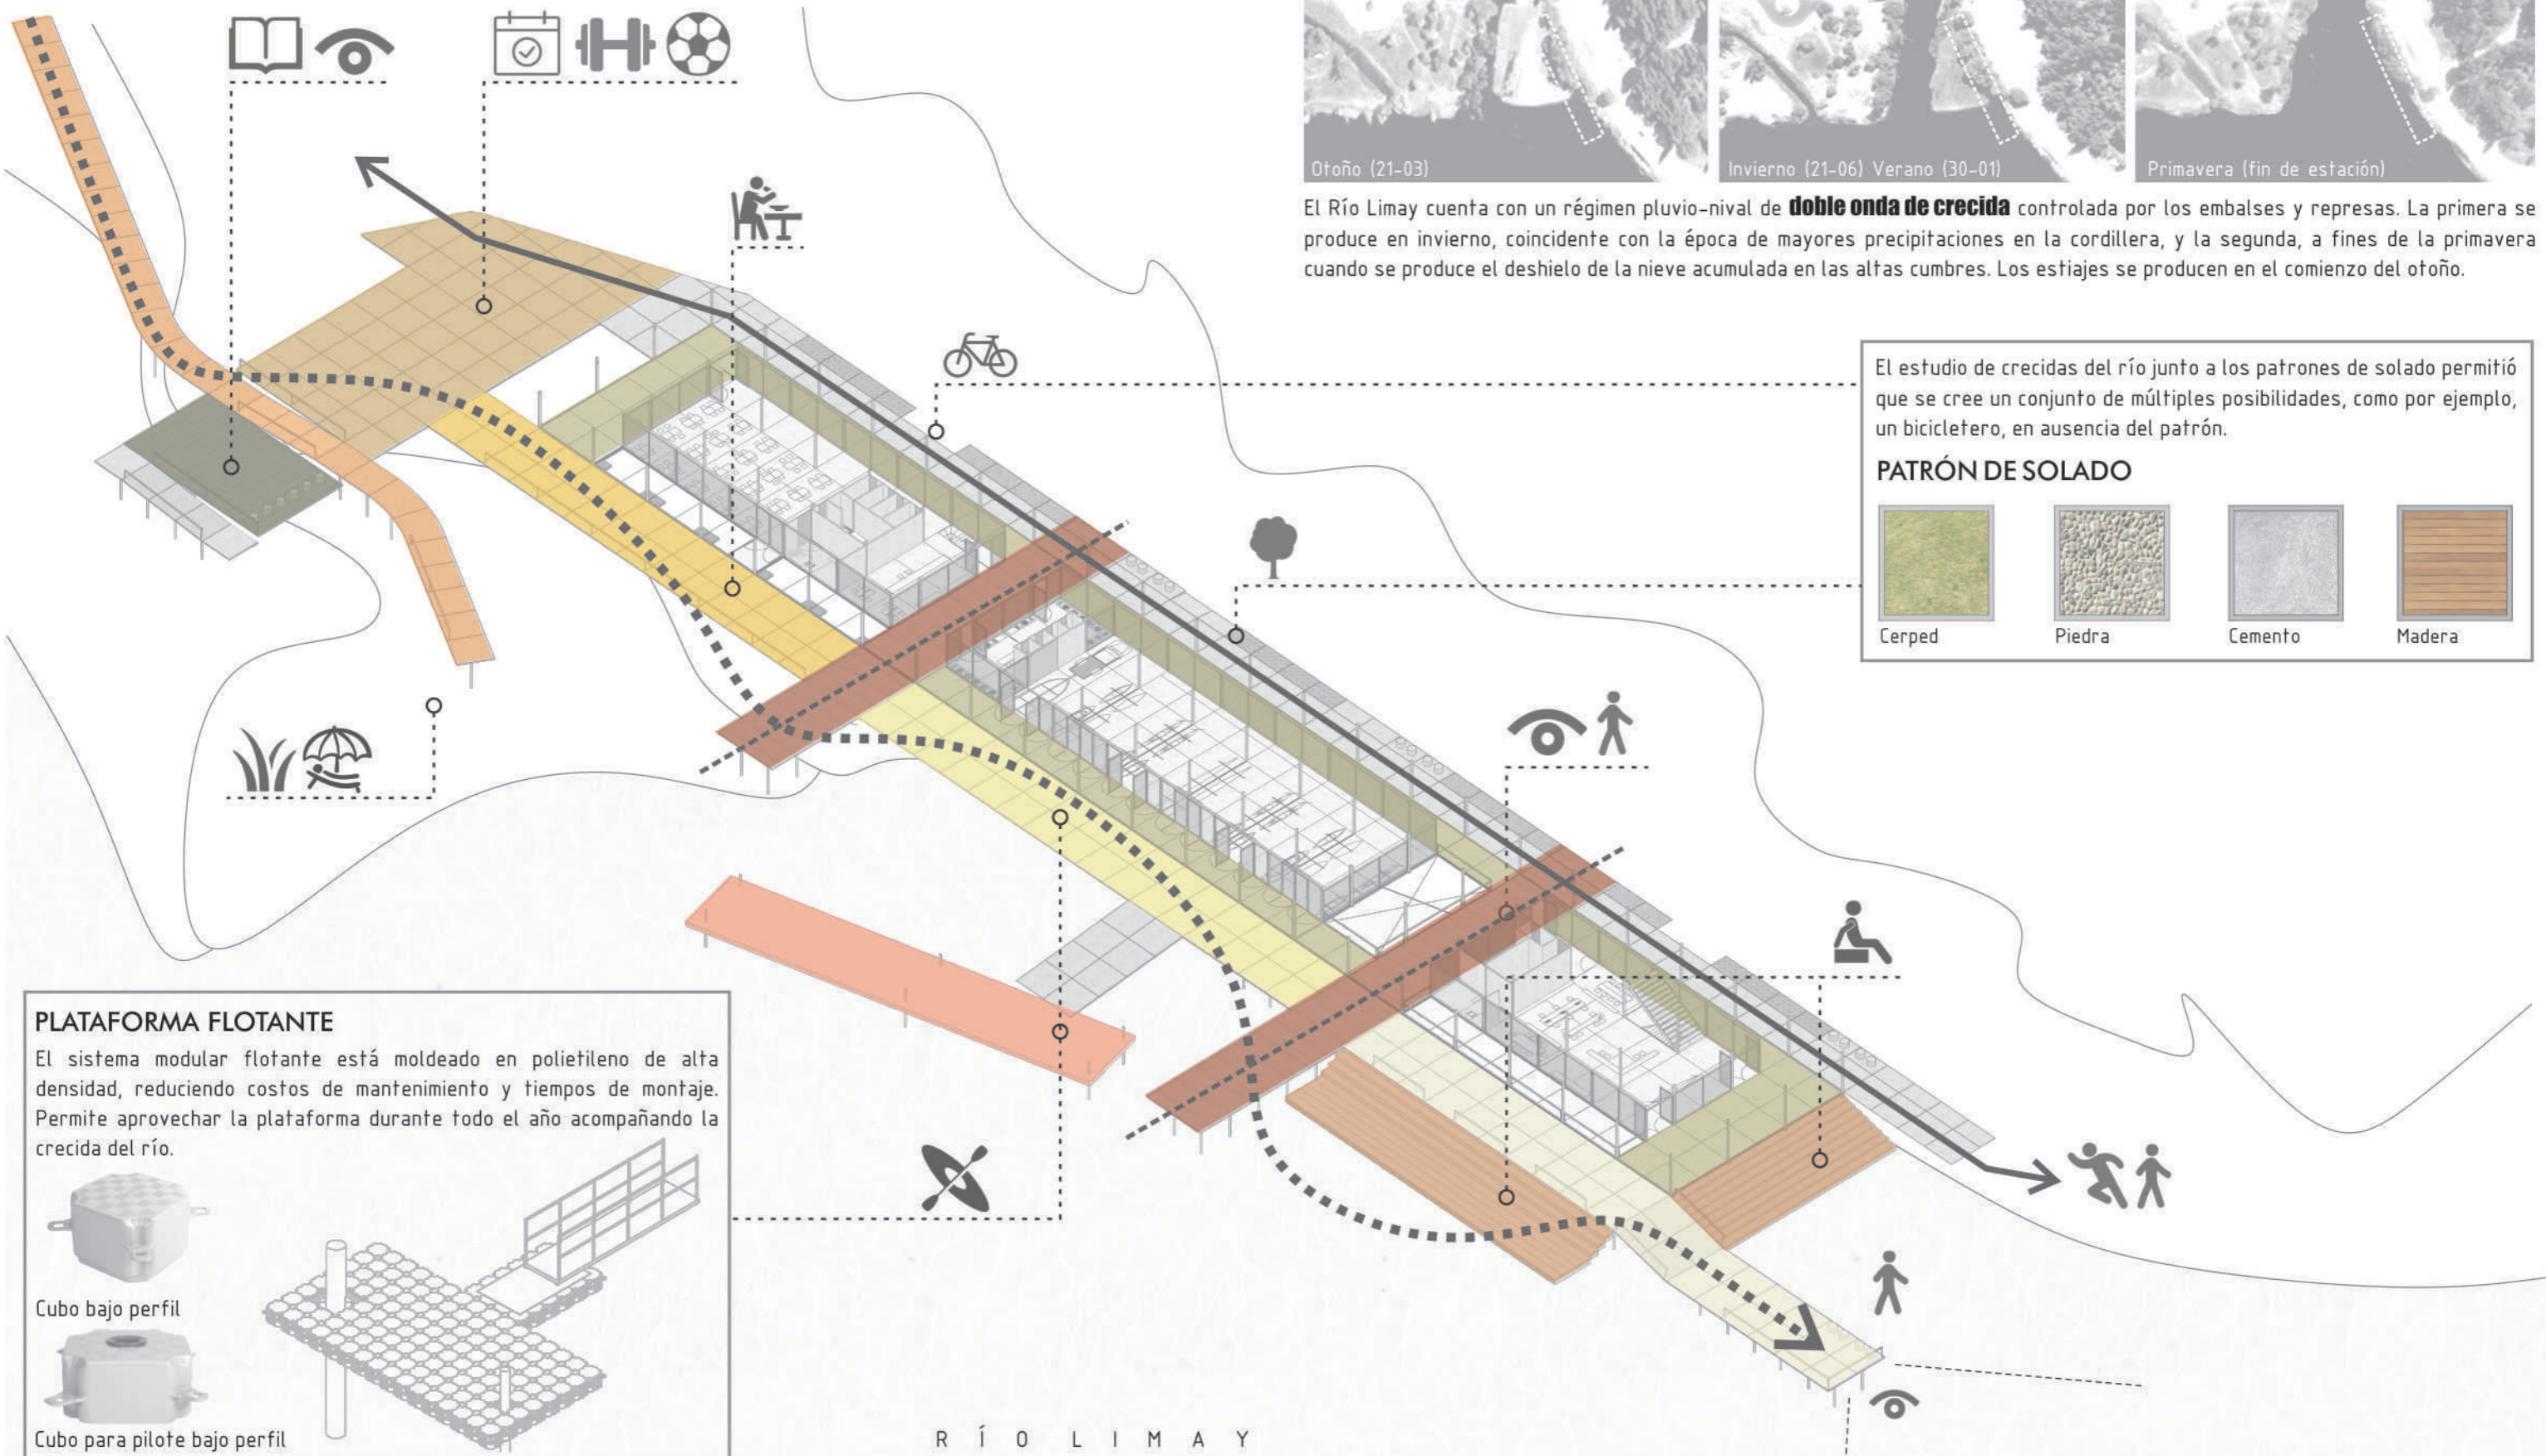 Otoño (21-03)
Invierno (21-06) Verano (30-01)
Primavera (fin de estación)
El Río Limay cuenta con un régimen pluvio-nival de doble onda de crecida controlada por los embalses y represas. La primera se
produce en invierno, coincidente con la época de mayores precipitaciones en la cordillera, y la segunda, a fines de la primavera
cuando se produce el deshielo de la nieve acumulada en las altas cumbres. Los estiajes se producen en el comienzo del otoño.
El estudio de crecidas del río junto a los patrones de solado permitió
que se cree un conjunto de múltiples posibilidades, como por ejemplo,
un bicicletero, en ausencia del patrón.
PATRÓN DE SOLADO
Cerped
Piedra
Cemento
Madera
PLATAFORMA FLOTANTE
El sistema modular flotante está moldeado en polietileno de alta
densidad, reduciendo costos de mantenimiento y tiempos de montaje.
Permite aprovechar la plataforma durante todo el año acompañando la
crecida del río.
Cubo bajo perfil
Cubo para pilote bajo perfil
RÍO LIMAY